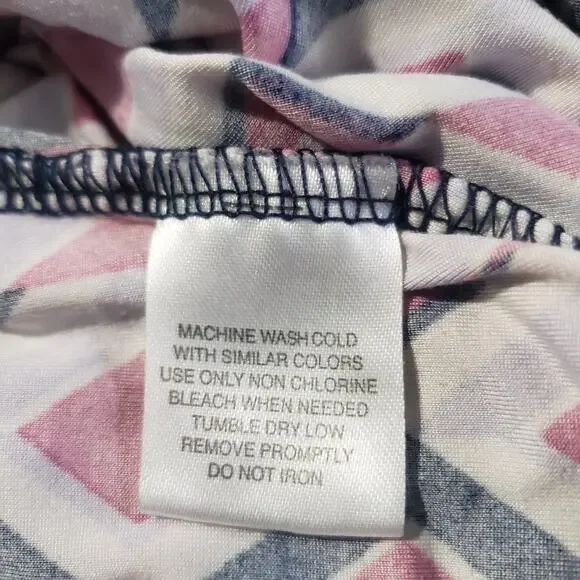 MACHINE WASH COLD
WITH SIMILAR COLORS
USE ONLY NON CHLORINE
BLEACH WHEN NEEDED
TUMBLE DRY LOW
REMOVE PROMPTLY
DO NOT IRON